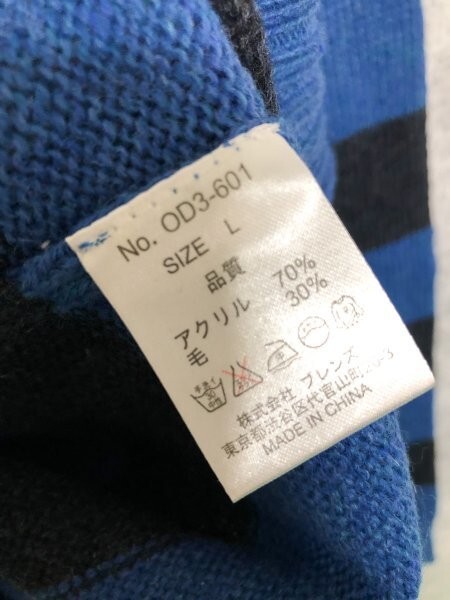 No. OD3-601
SIZE L
品質
アクリル 70%
毛 30%
株式会社 フレンズ
東京都渋谷区代官山町
MADE IN CHINA